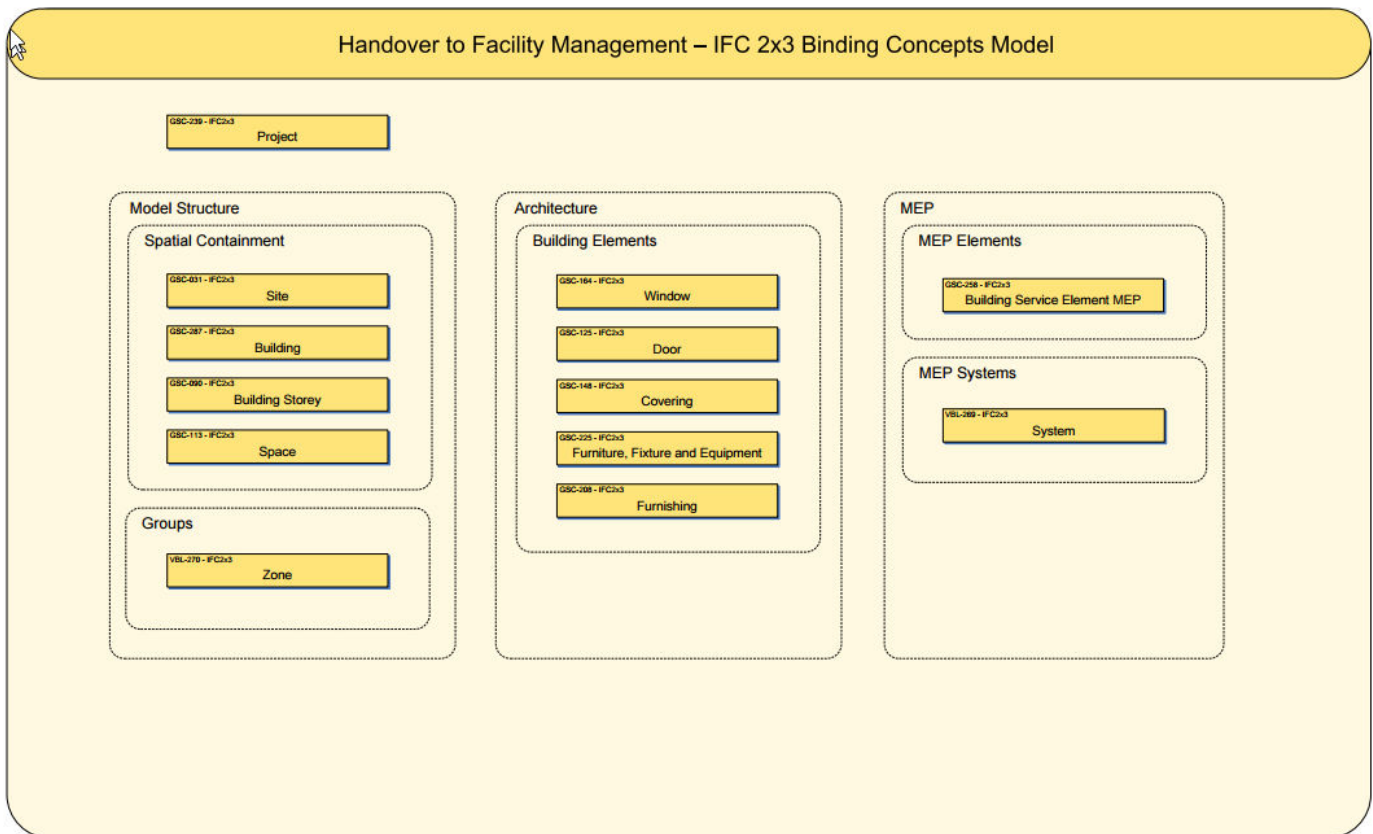 Handover to Facility Management – IFC 2x3 Binding Concepts Model
GSC-239 - IFC2x3
Project
Model Structure
Spatial Containment
GSC-031 - IFC2x3
Site
GSC-287 - IFC2x3
Building
GSC-090 - IFC2x3
Building Storey
GSC-113 - IFC2x3
Space
Groups
VBL-270 - IFC2x3
Zone
Architecture
Building Elements
GSC-164 - IFC2x3
Window
GSC-125 - IFC2x3
Door
GSC-148 - IFC2x3
Covering
GSC-225 - IFC2x3
Furniture, Fixture and Equipment
GSC-208 - IFC2x3
Furnishing
MEP
MEP Elements
GSC-258 - IFC2x3
Building Service Element MEP
MEP Systems
VBL-269 - IFC2x3
System